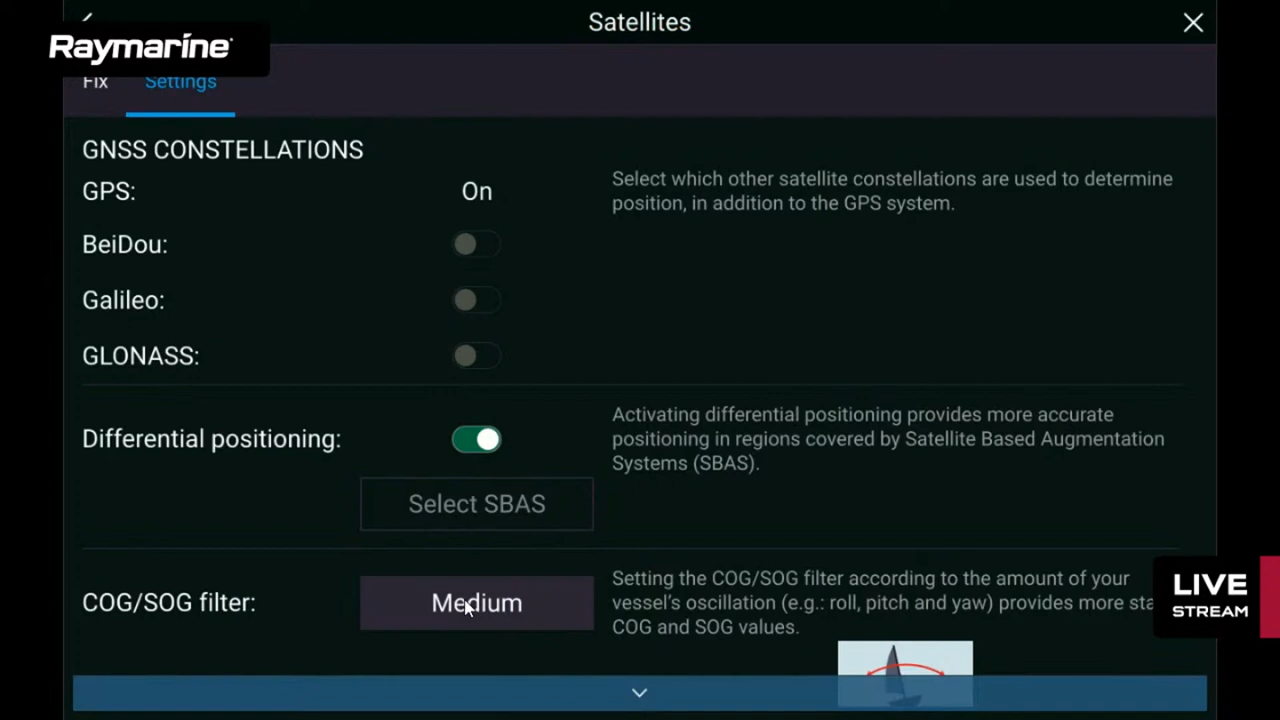 Satellites
Raymarine
Fix
Settings
GNSS CONSTELLATIONS
GPS:
On
Select which other satellite constellations are used to determine
position, in addition to the GPS system.
BeiDou:
Galileo:
GLONASS:
Differential positioning:
Activating differential positioning provides more accurate
positioning in regions covered by Satellite Based Augmentation
Systems (SBAS).
Select SBAS
COG/SOG filter:
Medium
Setting the COG/SOG filter according to the amount of your
vessel's oscillation (e.g.: roll, pitch and yaw) provides more sta
COG and SOG values.
LIVE
STREAM